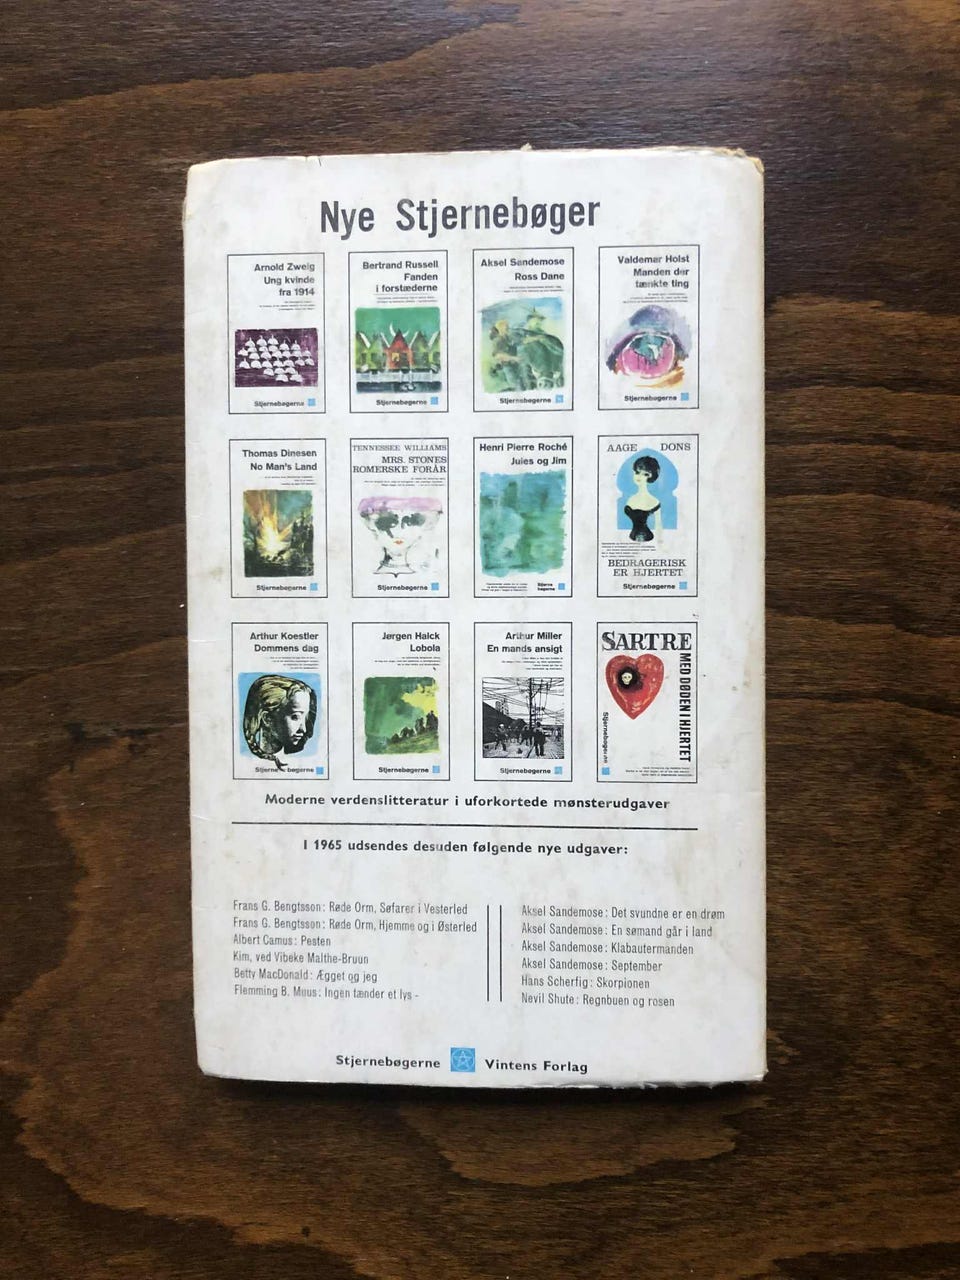 Nye Stjernebøger
Arnold Zweig
Ung kvinde
fra 1914
Stjernebøgerne
Bertrand Russell
Fanden
i forstæderne
Stjernebøgerne
Aksel Sandemose
Ross Dane
Stjernebøgerne
Valdemar Holst
Manden der
tænkte ting
Stjernebøgerne
Thomas Dinesen
No Man's Land
Stjernebøgerne
TENNESSEE WILLIAMS
MRS. STONES
ROMERSKE FORÅR
Stjernebøgerne
Henri Pierre Roché
Jules og Jim
Stjerne
bøgerne
AAGE DONS
BEDRAGERISK
ER HJERTET
Stjernebøgerne
Arthur Koestler
Dommens dag
Stjernebøgerne
Jørgen Halck
Lobola
Stjernebøgerne
Arthur Miller
En mands ansigt
Stjernebøgerne
SARTRE
MED DØDEN I HJERTET
Stjernebøgerne
Moderne verdenslitteratur i uforkortede mønsterudgaver
I 1965 udsendes desuden følgende nye udgaver:
Frans G. Bengtsson: Røde Orm, Søfarer i Vesterled
Frans G. Bengtsson: Røde Orm, Hjemme og i Østerled
Albert Camus: Pesten
Kim, ved Vibeke Malthe-Bruun
Betty MacDonald: Ægget og jeg
Flemming B. Muus: Ingen tænder et lys -
Aksel Sandemose: Det svundne er en drøm
Aksel Sandemose: En sømand går i land
Aksel Sandemose: Klabautermanden
Aksel Sandemose: September
Hans Scherfig: Skorpionen
Nevil Shute: Regnbuen og rosen
Stjernebøgerne Vintens Forlag